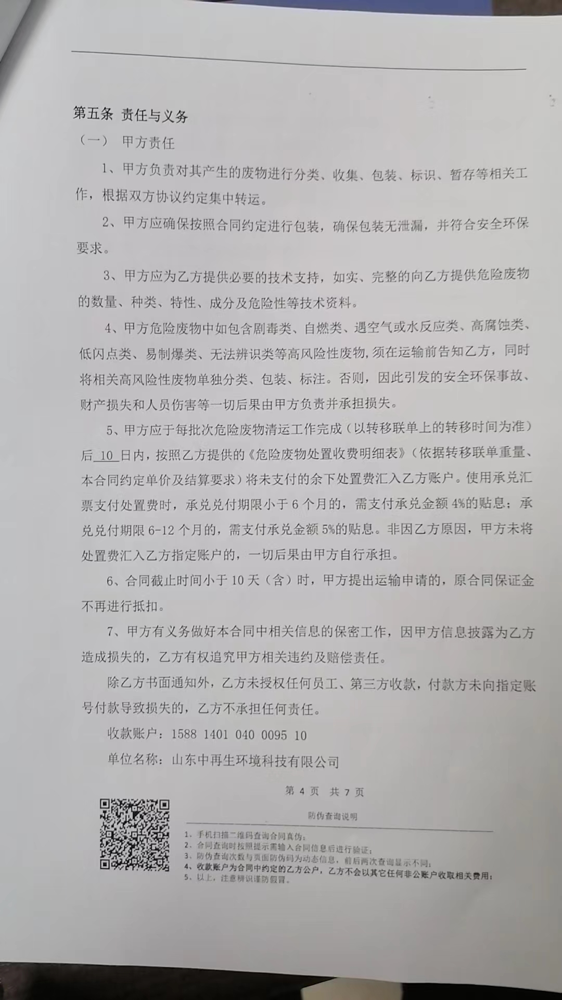 第五条 责任与义务
（一） 甲方责任
1、甲方负责对其产生的废物进行分类、收集、包装、标识、暂存等相关工
作，根据双方协议约定集中转运。
2、甲方应确保按照合同约定进行包装，确保包装无泄漏，并符合安全环保
要求。
3、甲方应为乙方提供必要的技术支持，如实、完整的向乙方提供危险废物
的数量、种类、特性、成分及危险性等技术资料。
4、甲方危险废物中如包含剧毒类、自燃类、遇空气或水反应类、高腐蚀类、
低闪点类、易制爆类、无法辨识类等高风险性废物,须在运输前告知乙方，同时
将相关高风险性废物单独分类、包装、标注。否则，因此引发的安全环保事故、
财产损失和人员伤害等一切后果由甲方负责并承担损失。
5、甲方应于每批次危险废物清运工作完成（以转移联单上的转移时间为准）
后 10 日内，按照乙方提供的《危险废物处置收费明细表》（依据转移联单重量、
本合同约定单价及结算要求）将未支付的余下处置费汇入乙方账户。使用承兑汇
票支付处置费时，承兑兑付期限小于 6 个月的，需支付承兑金额 4%的贴息；承
兑兑付期限 6-12 个月的，需支付承兑金额 5%的贴息。非因乙方原因，甲方未将
处置费汇入乙方指定账户的，一切后果由甲方自行承担。
6、合同截止时间小于 10 天（含）时，甲方提出运输申请的，原合同保证金
不再进行抵扣。
7、甲方有义务做好本合同中相关信息的保密工作，因甲方信息披露为乙方
造成损失的，乙方有权追究甲方相关违约及赔偿责任。
除乙方书面通知外，乙方未授权任何员工、第三方收款，付款方未向指定账
号付款导致损失的，乙方不承担任何责任。
收款账户：1588 1401 040 0095 10
单位名称：山东中再生环境科技有限公司
第 4 页 共 7 页
防伪查询说明
1、手机扫描二维码查询合同真伪；
2、合同查询时按照提示需输入合同信息后进行验证；
3、防伪查询次数与页面防伪码为动态信息，前后两次查询显示不同；
4、收款账户为合同中约定的乙方公户，乙方不会以其它任何非公账户收取相关费用；
5、以上，注意辨识谨防假冒。